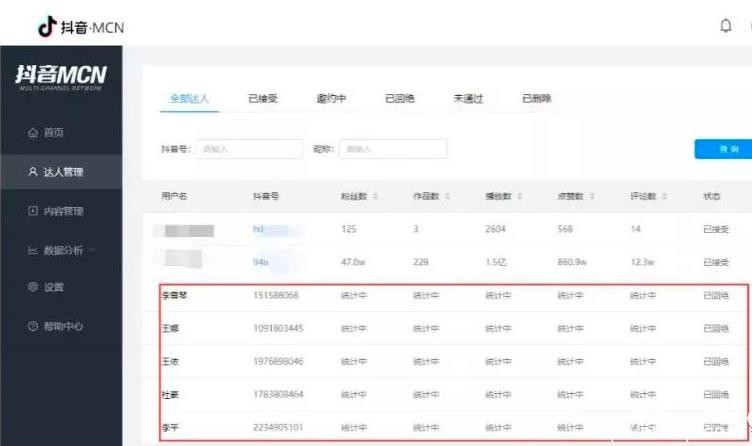 抖音·MCN
抖音MCN
MULTI-CHANNEL NETWORK
首页
达人管理
内容管理
数据分析
设置
帮助中心
全部达人 已接受 邀约中 已回绝 未通过 已删除
抖音号: 请输入 昵称: 请输入 查询
用户名 抖音号 粉丝数 作品数 播放数 点赞数 评论数 状态
125 3 2604 568 14 已接受
94a 47.0w 228 1.5亿 860.9w 12.3w 已接受
李雪琴 151588068 统计中 统计中 统计中 统计中 统计中 已回绝
王娜 1091803445 统计中 统计中 统计中 统计中 统计中 已回绝
王依 1976898046 统计中 统计中 统计中 统计中 统计中 已回绝
杜豪 1783808464 统计中 统计中 统计中 统计中 统计中 已回绝
李平 2234905101 统计中 统计中 统计中 统计中 统计中 已回绝